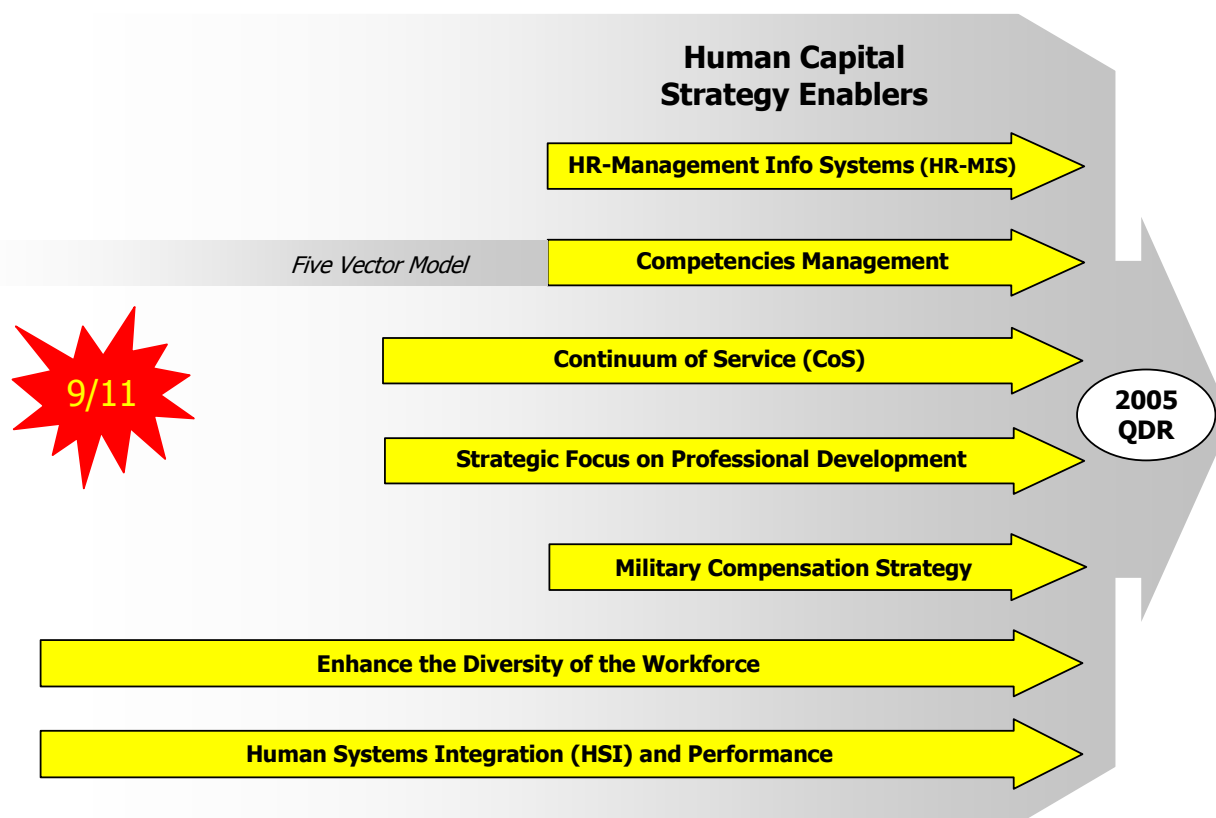 Human Capital
Strategy Enablers
HR-Management Info Systems (HR-MIS)
Five Vector Model
Competencies Management
9/11
Continuum of Service (CoS)
2005
QDR
Strategic Focus on Professional Development
Military Compensation Strategy
Enhance the Diversity of the Workforce
Human Systems Integration (HSI) and Performance